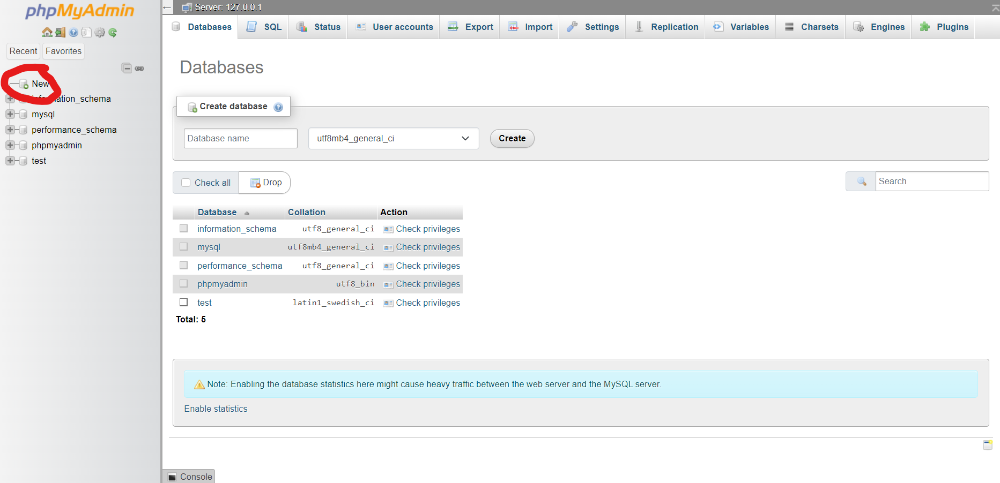 phpMyAdmin
Recent Favorites
New
information_schema
mysql
performance_schema
phpmyadmin
test
Server: 127.0.0.1
Databases SQL Status User accounts Export Import Settings Replication Variables Charsets Engines Plugins
Databases
Create database
Database name utf8mb4_general_ci Create
Check all Drop Search
Database Collation Action
information_schema utf8_general_ci Check privileges
mysql utf8mb4_general_ci Check privileges
performance_schema utf8_general_ci Check privileges
phpmyadmin utf8_bin Check privileges
test latin1_swedish_ci Check privileges
Total: 5
Note: Enabling the database statistics here might cause heavy traffic between the web server and the MySQL server.
Enable statistics
Console